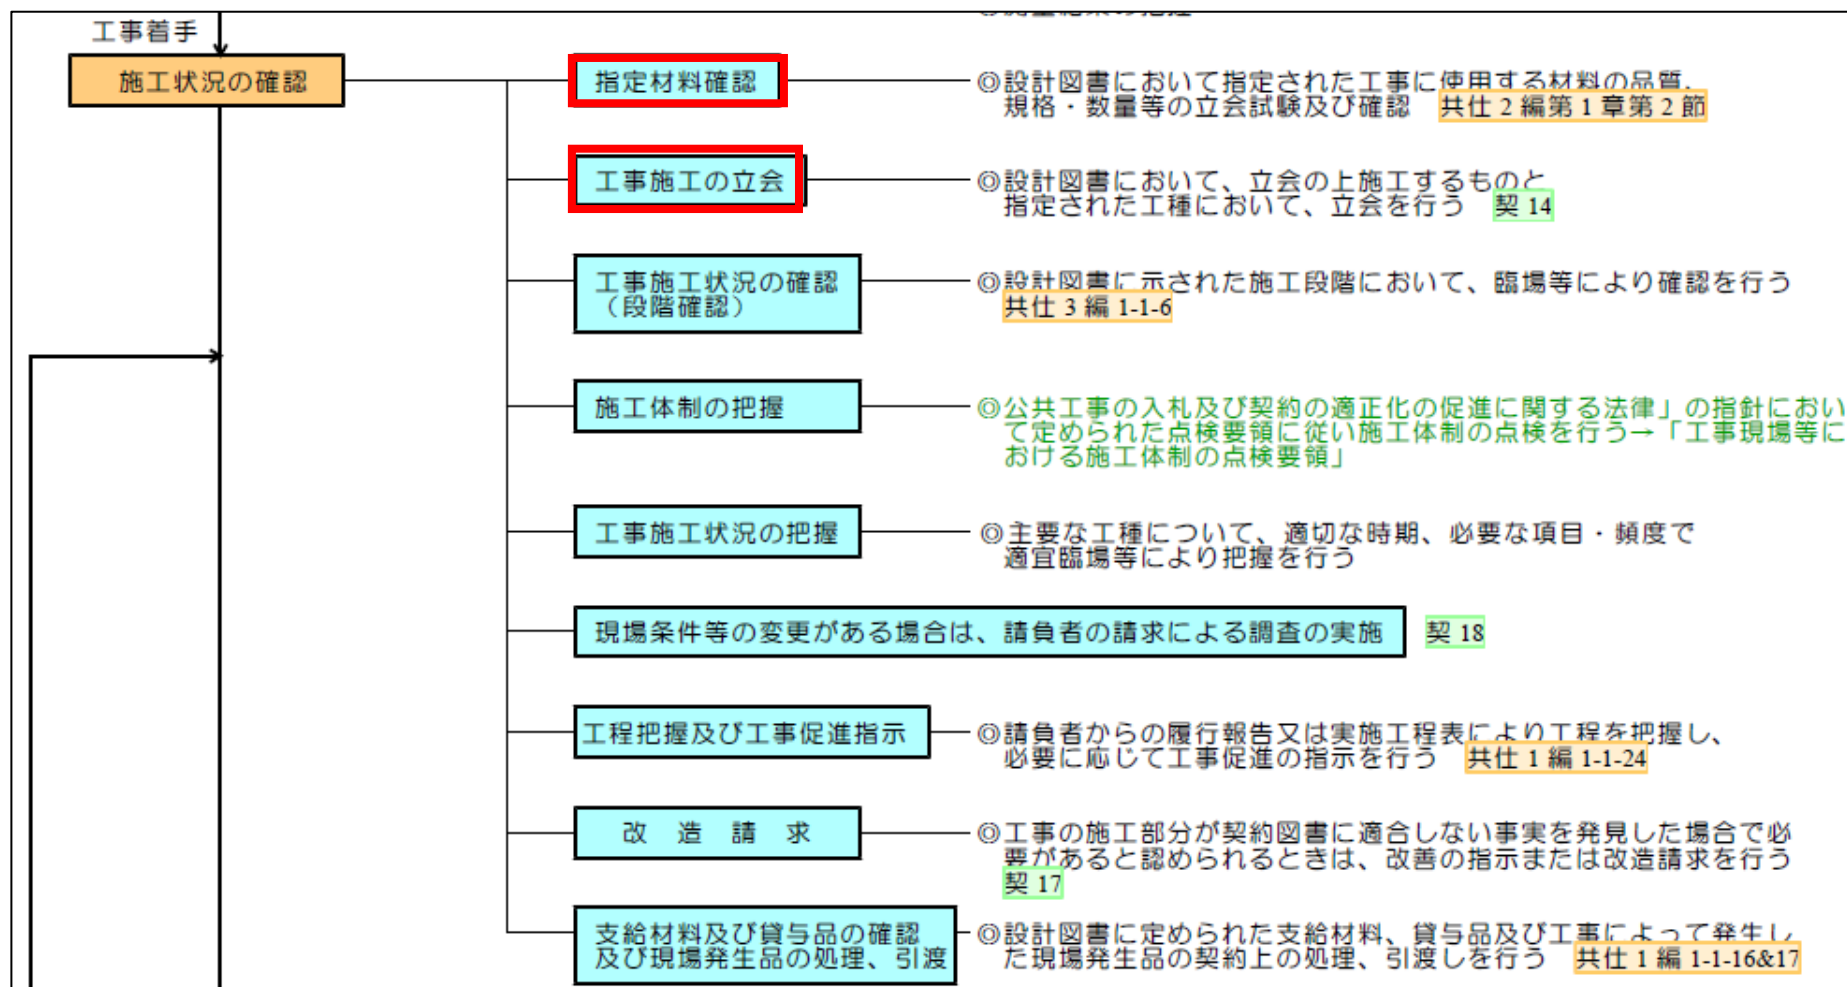 工事着手
施工状況の確認
指定材料確認
◎設計図書において指定された工事に使用する材料の品質、
規格・数量等の立会試験及び確認 共仕 2 編第 1 章第 2 節
工事施工の立会
◎設計図書において、立会の上施工するものと
指定された工種において、立会を行う 契 14
工事施工状況の確認
（段階確認）
◎設計図書に示された施工段階において、臨場等により確認を行う
共仕 3 編 1-1-6
施工体制の把握
◎公共工事の入札及び契約の適正化の促進に関する法律」の指針におい
て定められた点検要領に従い施工体制の点検を行う→「工事現場等に
おける施工体制の点検要領」
工事施工状況の把握
◎主要な工種について、適切な時期、必要な項目・頻度で
適宜臨場等により把握を行う
現場条件等の変更がある場合は、請負者の請求による調査の実施 契 18
工程把握及び工事促進指示
◎請負者からの履行報告又は実施工程表により工程を把握し、
必要に応じて工事促進の指示を行う 共仕 1 編 1-1-24
改 造 請 求
◎工事の施工部分が契約図書に適合しない事実を発見した場合で必
要があると認められるときは、改善の指示または改造請求を行う
契 17
支給材料及び貸与品の確認
及び現場発生品の処理、引渡
◎設計図書に定められた支給材料、貸与品及び工事によって発生し
た現場発生品の契約上の処理、引渡しを行う 共仕 1 編 1-1-16&17